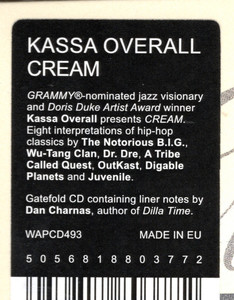 KASSA OVERALL
CREAM
GRAMMY®-nominated jazz visionary
and Doris Duke Artist Award winner
Kassa Overall presents CREAM.
Eight interpretations of hip-hop
classics by The Notorious B.I.G.,
Wu-Tang Clan, Dr. Dre, A Tribe
Called Quest, OutKast, Digable
Planets and Juvenile.
Gatefold CD containing liner notes by
Dan Charnas, author of Dilla Time.
WAPCD493 MADE IN EU
5 056818 803772